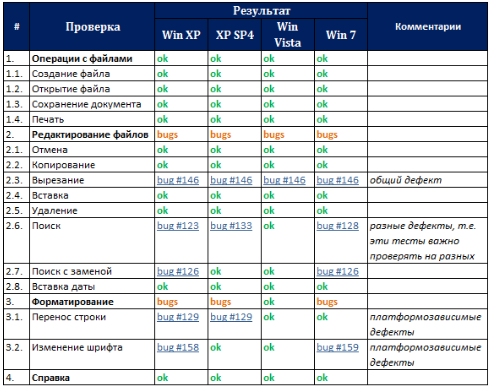 # Проверка Результат Комментарии
Win XP XP SP4 Win Vista Win 7
1. Операции с файлами ok ok ok ok
1.1. Создание файла ok ok ok ok
1.2. Открытие файла ok ok ok ok
1.3. Сохранение документа ok ok ok ok
1.4. Печать ok ok ok ok
2. Редактирование файлов bugs bugs bugs bugs
2.1. Отмена ok ok ok ok
2.2. Копирование ok ok ok ok
2.3. Вырезание bug #146 bug #146 bug #146 bug #146 общий дефект
2.4. Вставка ok ok ok ok
2.5. Удаление ok ok ok ok
2.6. Поиск bug #123 bug #133 ok bug #128 разные дефекты, т.е.
эти тесты важно
проверять на разных
2.7. Поиск с заменой bug #126 ok ok bug #126
2.8. Вставка даты ok ok ok ok
3. Форматирование bugs bugs ok bugs
3.1. Перенос строки bug #129 bug #129 ok ok платформозависимые
дефекты
3.2. Изменение шрифта bug #158 ok ok bug #159 платформозависимые
дефекты
4. Справка ok ok ok ok